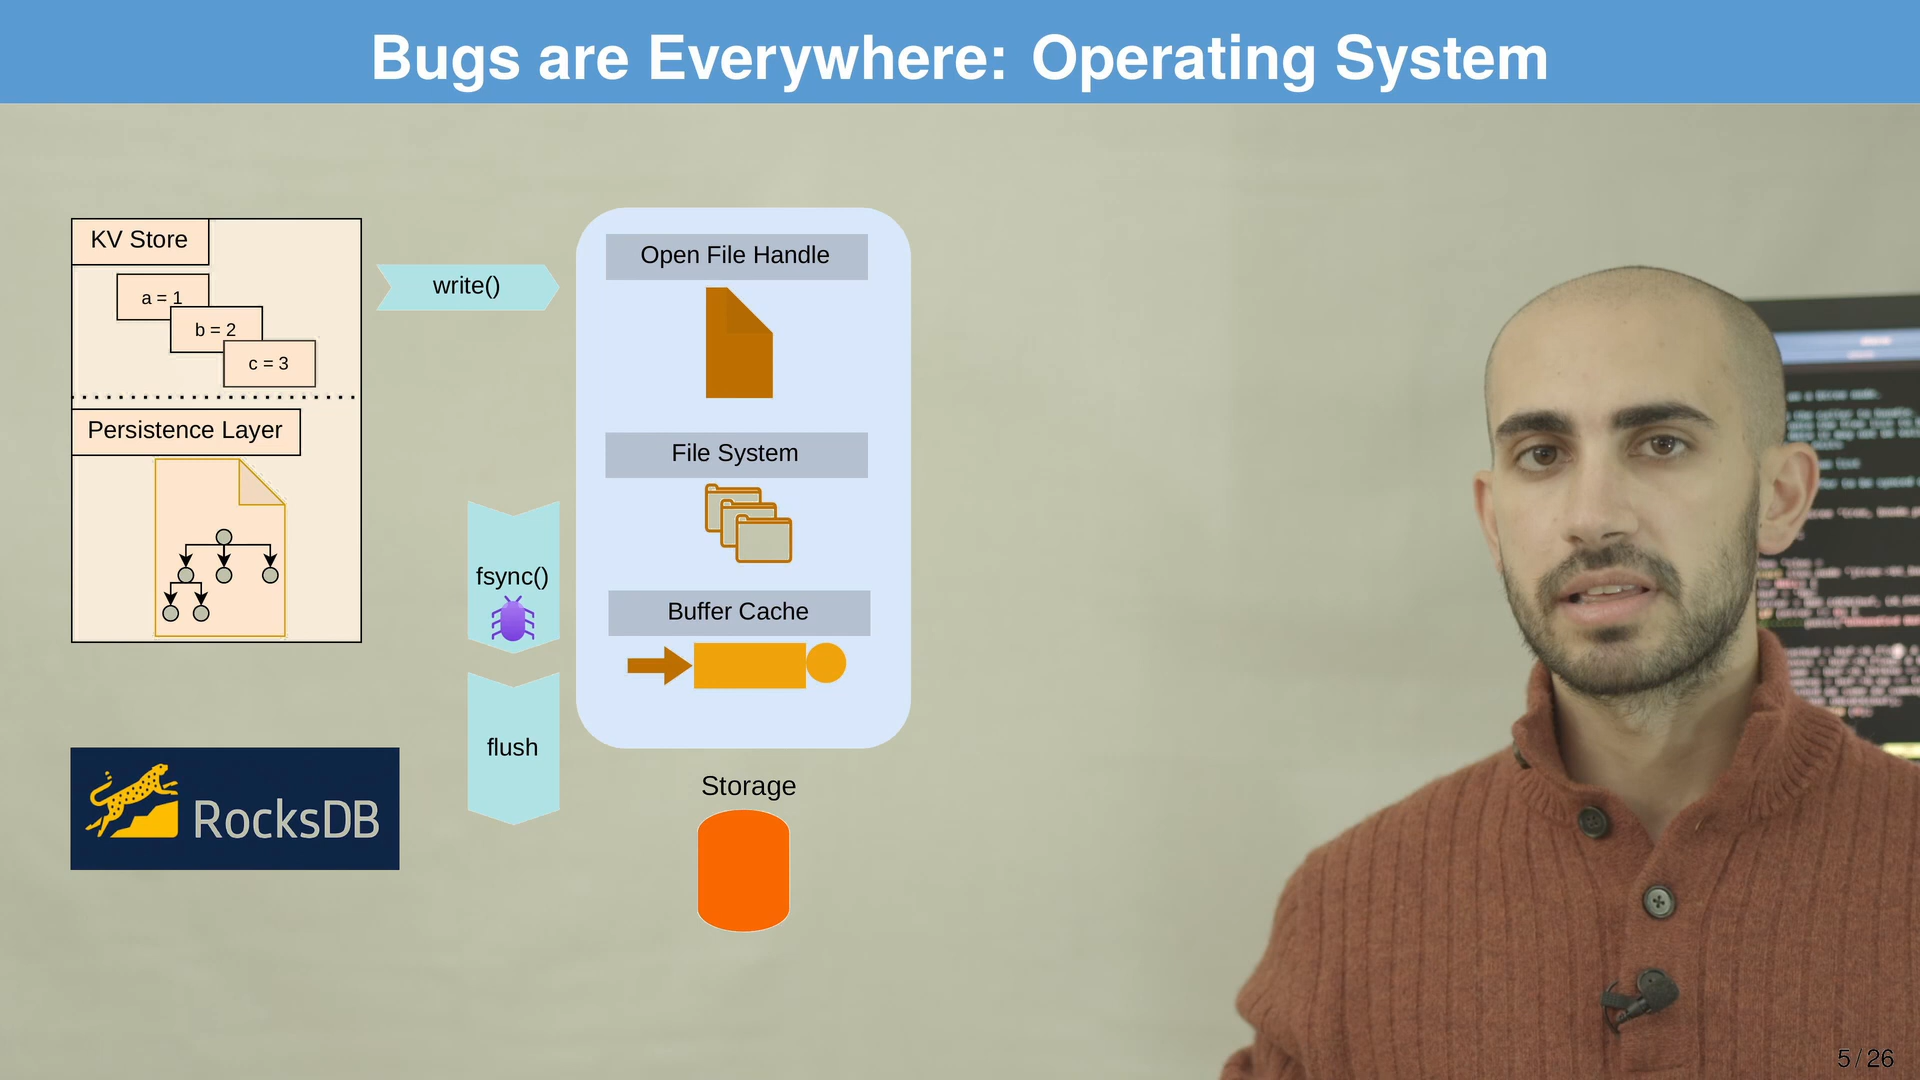 Bugs are Everywhere: Operating System
KV Store
a = 1
b = 2
c = 3
Persistence Layer
RocksDB
write()
fsync()
flush
Open File Handle
File System
Buffer Cache
Storage
5 / 26